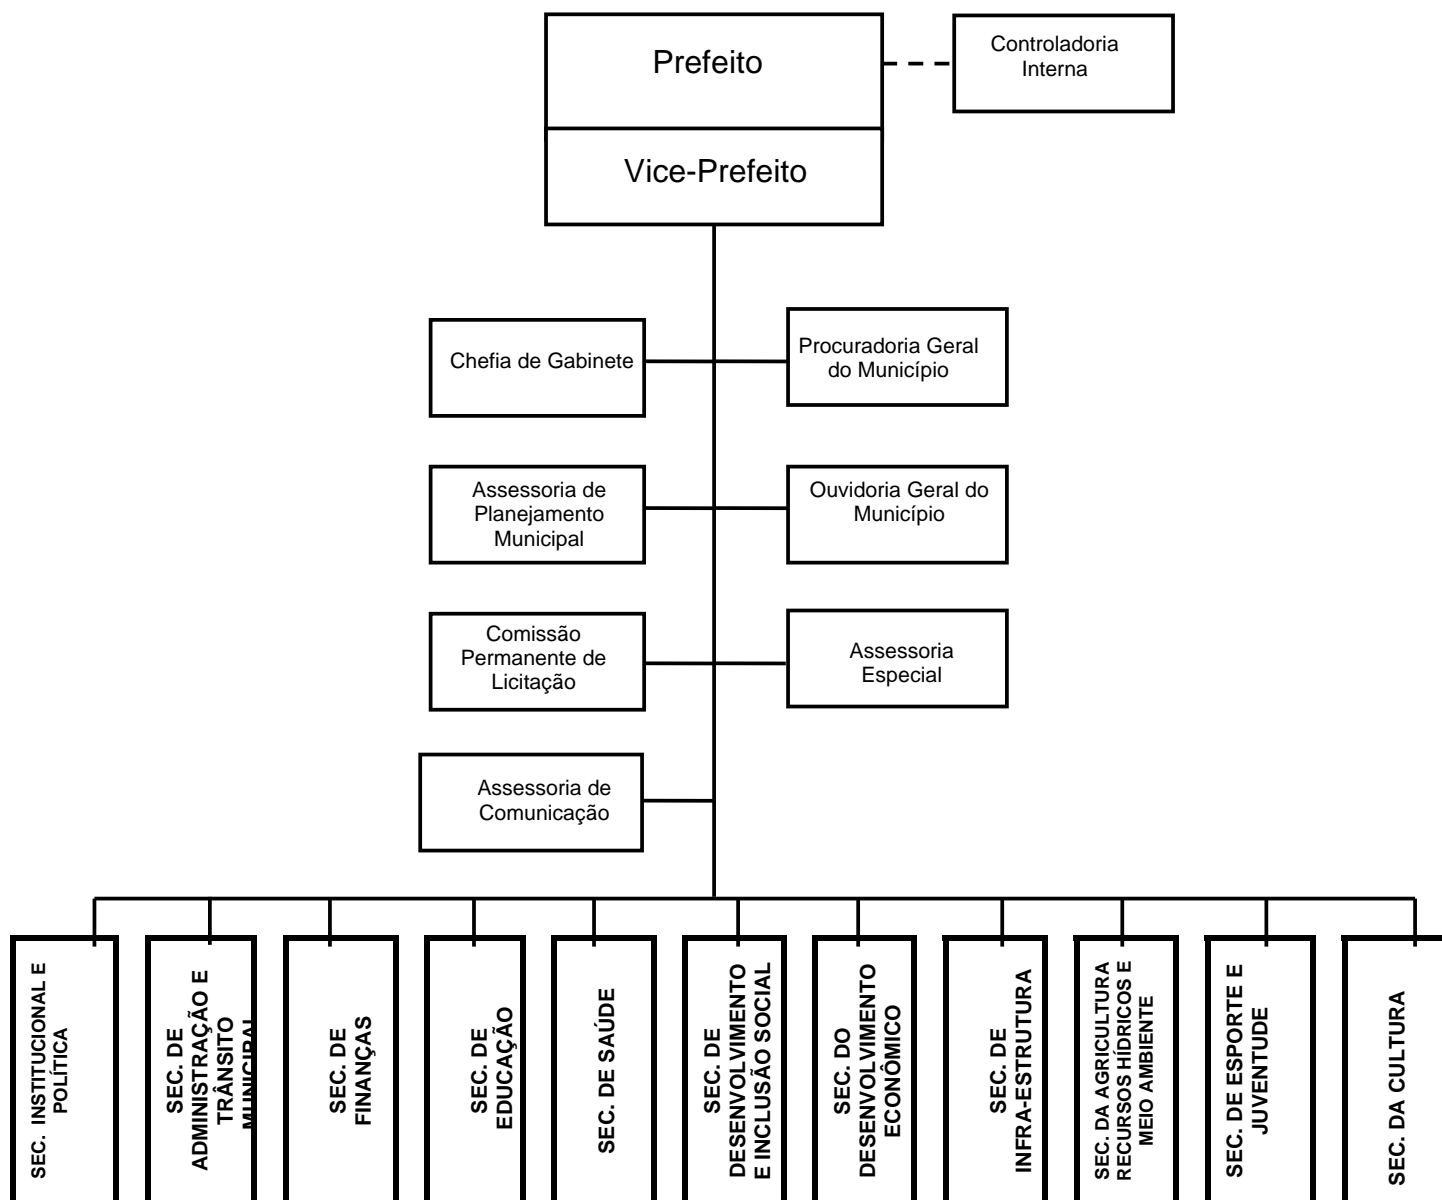 Prefeito
Controladoria
Interna
Vice-Prefeito
Chefia de Gabinete
Procuradoria Geral
do Município
Assessoria de
Planejamento
Municipal
Ouvidoria Geral do
Município
Comissão
Permanente de
Licitação
Assessoria
Especial
Assessoria de
Comunicação
SEC. INSTITUCIONAL E
POLÍTICA
SEC. DE
ADMINISTRAÇÃO E
TRÂNSITO
MUNICIPAL
SEC. DE
FINANÇAS
SEC. DE
EDUCAÇÃO
SEC. DE SAÚDE
SEC. DE
DESENVOLVIMENTO
E INCLUSÃO SOCIAL
SEC. DO
DESENVOLVIMENTO
ECONÔMICO
SEC. DE
INFRA-ESTRUTURA
SEC. DA AGRICULTURA
RECURSOS HÍDRICOS E
MEIO AMBIENTE
SEC. DE ESPORTE E
JUVENTUDE
SEC. DA CULTURA